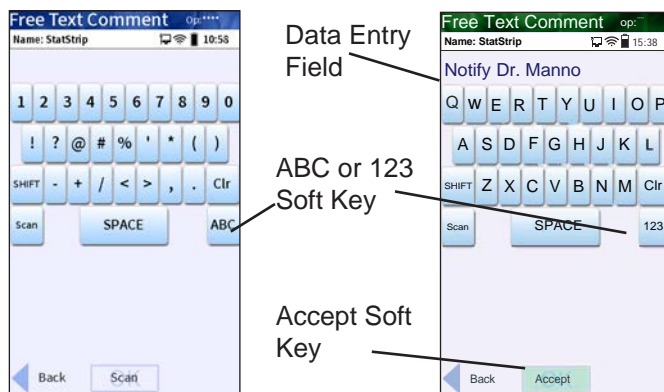 Free Text Comment op:····
Name: StatStrip 10:58
1 2 3 4 5 6 7 8 9 0
! ? @ # % ' * ( )
SHIFT - + / < > , . Clr
Scan SPACE ABC
Back Scan
Data Entry
Field
ABC or 123
Soft Key
Accept Soft
Key
Free Text Comment op:
Name: StatStrip 15:38
Notify Dr. Manno
Q W E R T Y U I O P
A S D F G H J K L
SHIFT Z X C V B N M Clr
Scan SPACE 123
Back Accept